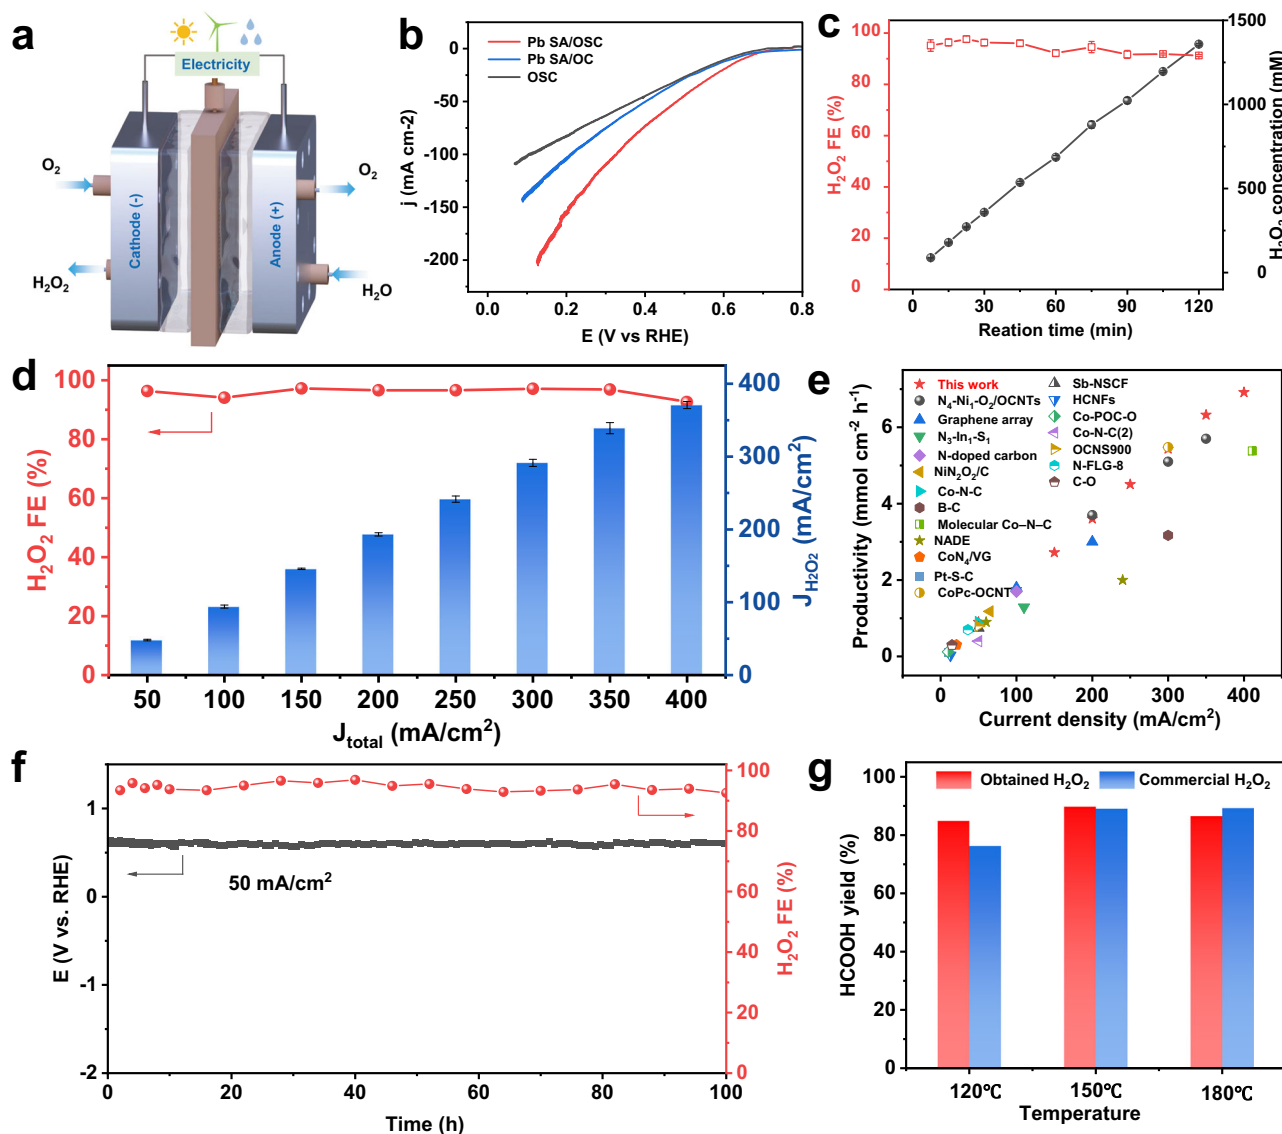 a
Electricity
O₂
O₂
Cathode (-)
Anode (+)
H₂O₂
H₂O
b
Pb SA/OSC
Pb SA/OC
OSC
0
-50
-100
-150
-200
j (mA cm-2)
0.0 0.2 0.4 0.6 0.8
E (V vs RHE)
c
100
80
60
40
20
0
H₂O₂ FE (%)
1500
1000
500
0
H₂O₂ concentration (mM)
0 30 60 90 120
Reation time (min)
d
100
80
60
40
20
0
H₂O₂ FE (%)
400
300
200
100
0
J_H₂O₂ (mA/cm²)
50 100 150 200 250 300 350 400
J_total (mA/cm²)
e
This work
N₄-Ni₁-O₂/OCNTs
Graphene array
N₃-In₁-S₁
N-doped carbon
NiN₂O₂/C
Co-N-C
B-C
Molecular Co–N–C
NADE
CoN₄/VG
Pt-S-C
CoPc-OCNT
Sb-NSCF
HCNFs
Co-POC-O
Co-N-C(2)
OCNS900
N-FLG-8
C-O
6
4
2
0
Productivity (mmol cm⁻² h⁻¹)
0 100 200 300 400
Current density (mA/cm²)
f
1
0
-1
-2
E (V vs. RHE)
50 mA/cm²
100
80
60
40
20
0
H₂O₂ FE (%)
0 20 40 60 80 100
Time (h)
g
Obtained H₂O₂
Commercial H₂O₂
100
80
60
40
20
0
HCOOH yield (%)
120℃ 150℃ 180℃
Temperature